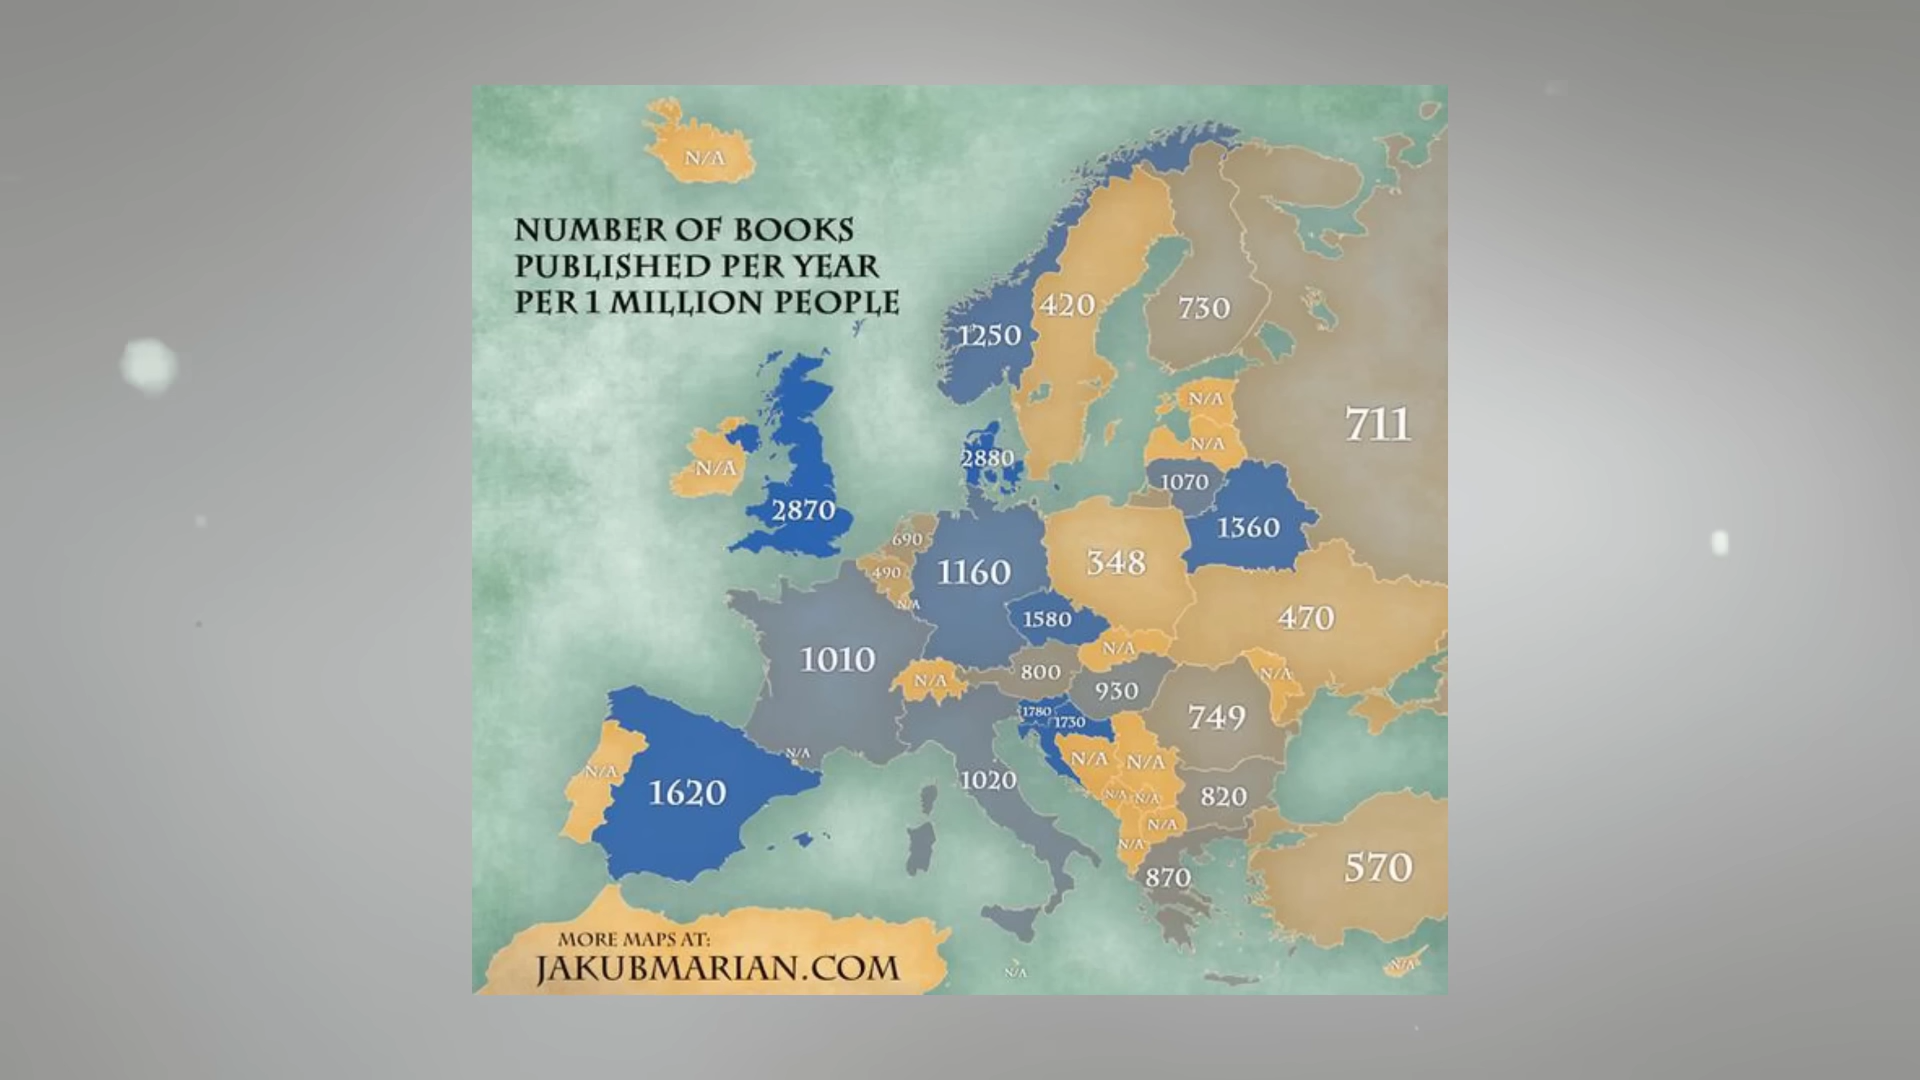 N/A
NUMBER OF BOOKS
PUBLISHED PER YEAR
PER 1 MILLION PEOPLE
420
730
1250
N/A
711
N/A
2880
N/A
1070
2870
1360
690
348
1160
490
N/A
470
1580
N/A
1010
800
N/A
N/A
930
1780
749
1730
N/A
N/A
N/A
N/A
1620
1020
820
N/A
N/A
N/A
N/A
570
870
MORE MAPS AT:
JAKUBMARIAN.COM
N/A
N/A